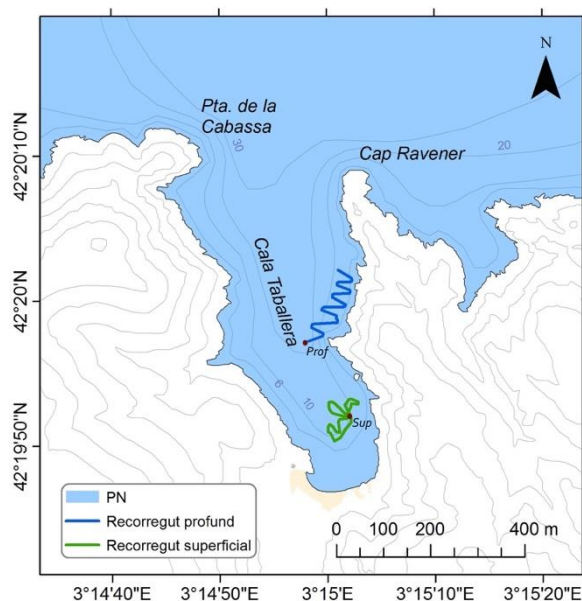 N
Pta. de la
Cabassa
Cap Ravener
30
20
Cala Taballera
Prof
6
10
Sup
PN
Recorregut profund
Recorregut superficial
0 100 200 400 m
42°20'10"N
42°20'N
42°19'50"N
3°14'40"E 3°14'50"E 3°15'E 3°15'10"E 3°15'20"E